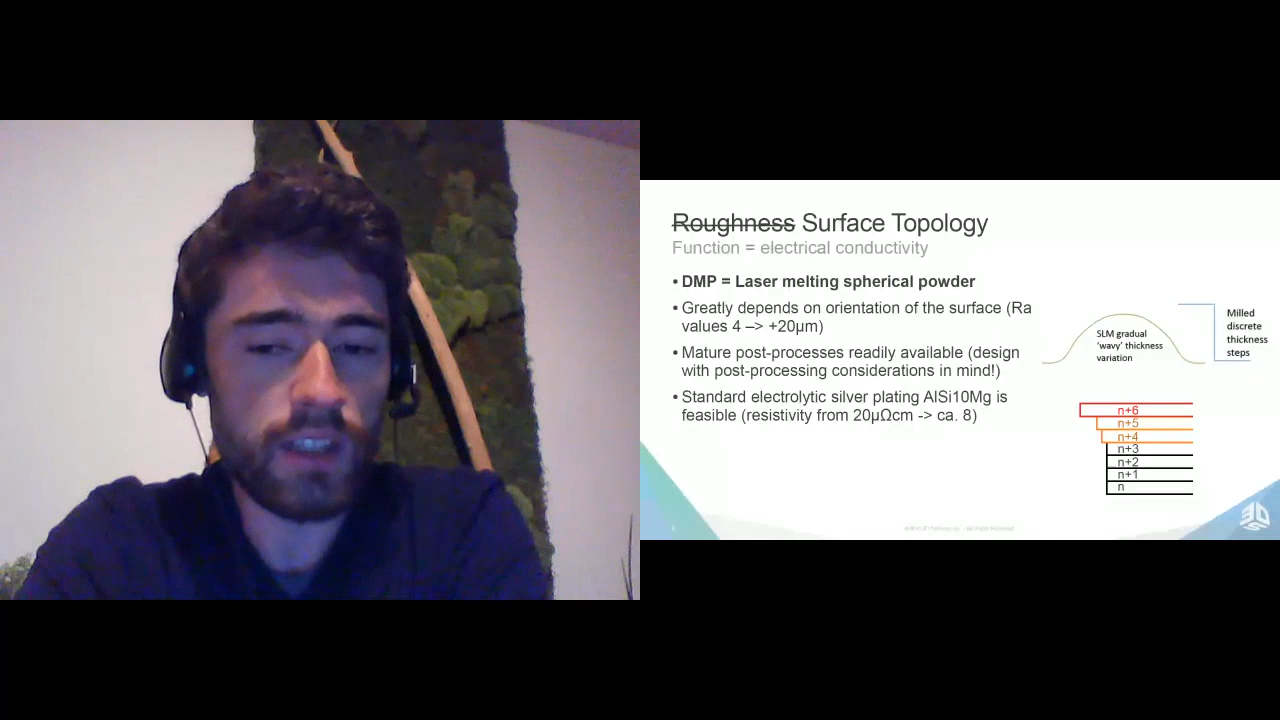 Roughness Surface Topology
Function = electrical conductivity
• DMP = Laser melting spherical powder
• Greatly depends on orientation of the surface (Ra
values 4 –> +20µm)
• Mature post-processes readily available (design
with post-processing considerations in mind!)
• Standard electrolytic silver plating AlSi10Mg is
feasible (resistivity from 20µΩcm -> ca. 8)
SLM gradual
‘wavy’ thickness
variation
Milled
discrete
thickness
steps
n+6
n+5
n+4
n+3
n+2
n+1
n
3DS